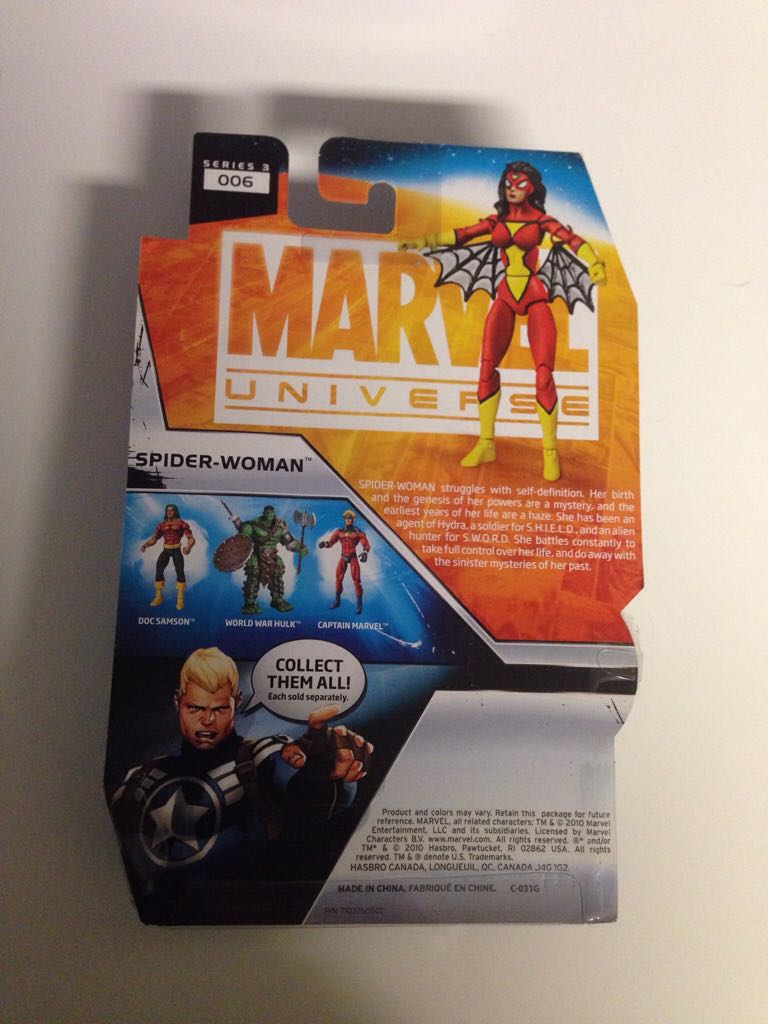 SERIES 3
006
MARVEL
UNIVERSE
SPIDER-WOMAN™
SPIDER-WOMAN struggles with self-definition. Her birth
and the genesis of her powers are a mystery, and the
earliest years of her life are a haze. She has been an
agent of Hydra, a soldier for S.H.I.E.L.D., and an alien
hunter for S.W.O.R.D. She battles constantly to
take full control over her life, and do away with
the sinister mysteries of her past.
DOC SAMSON™
WORLD WAR HULK™
CAPTAIN MARVEL™
COLLECT
THEM ALL!
Each sold separately.
Product and colors may vary. Retain this package for future
reference. MARVEL, all related characters: TM & © 2010 Marvel
Entertainment, LLC and its subsidiaries. Licensed by Marvel
Characters B.V. www.marvel.com. All rights reserved. ®* and/or
TM* & © 2010 Hasbro, Pawtucket, RI 02862 USA. All rights
reserved. TM & ® denote U.S. Trademarks.
HASBRO CANADA, LONGUEUIL, QC, CANADA J4G 1G2.
MADE IN CHINA. FABRIQUÉ EN CHINE. C-031G
P/N 7103760501